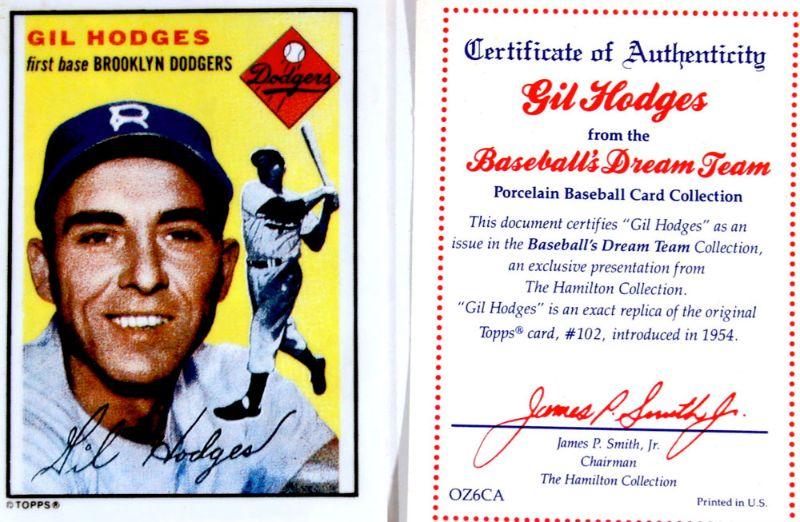 GIL HODGES
first base BROOKLYN DODGERS
Dodgers
B
Gil Hodges
© TOPPS®
Certificate of Authenticity
Gil Hodges
from the
Baseball's Dream Team
Porcelain Baseball Card Collection
This document certifies "Gil Hodges" as an
issue in the Baseball's Dream Team Collection,
an exclusive presentation from
The Hamilton Collection.
"Gil Hodges" is an exact replica of the original
Topps® card, #102, introduced in 1954.
James P. Smith Jr.
James P. Smith, Jr.
Chairman
The Hamilton Collection
OZ6CA
Printed in U.S.